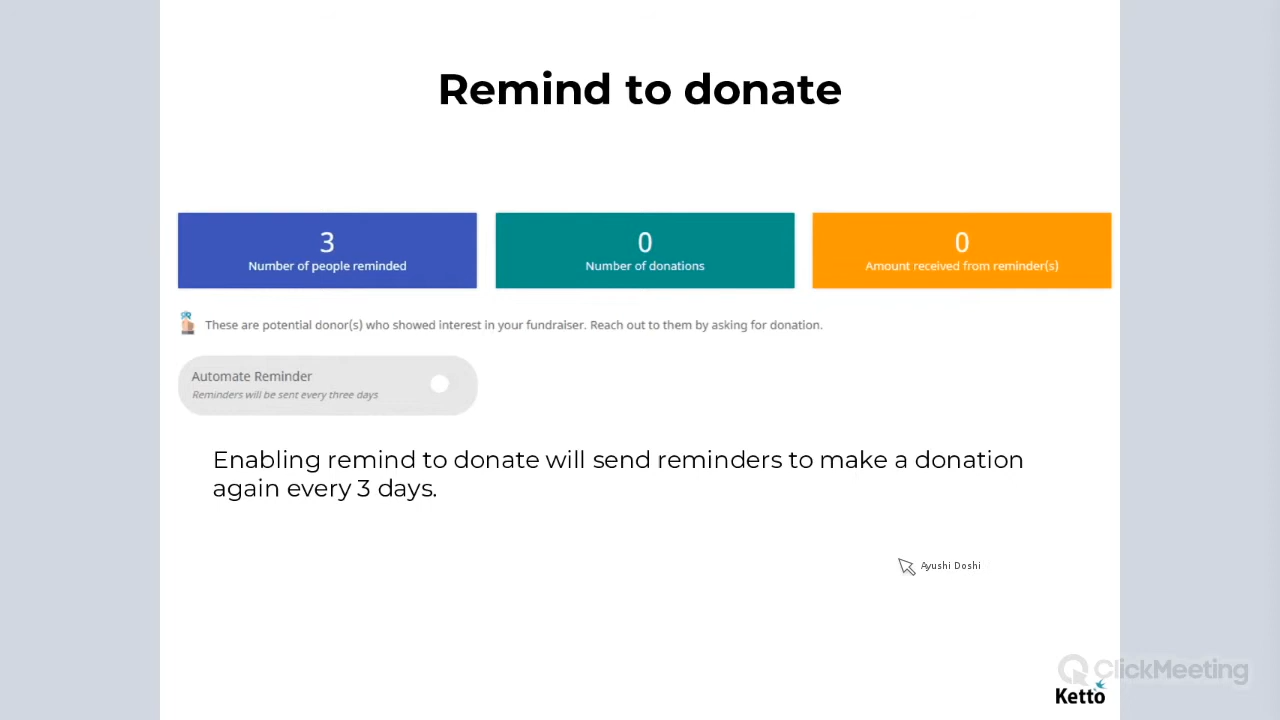 Remind to donate
3
Number of people reminded
0
Number of donations
0
Amount received from reminder(s)
These are potential donor(s) who showed interest in your fundraiser. Reach out to them by asking for donation.
Automate Reminder
Reminders will be sent every three days
Enabling remind to donate will send reminders to make a donation
again every 3 days.
Ayushi Doshi
ClickMeeting
Ketto